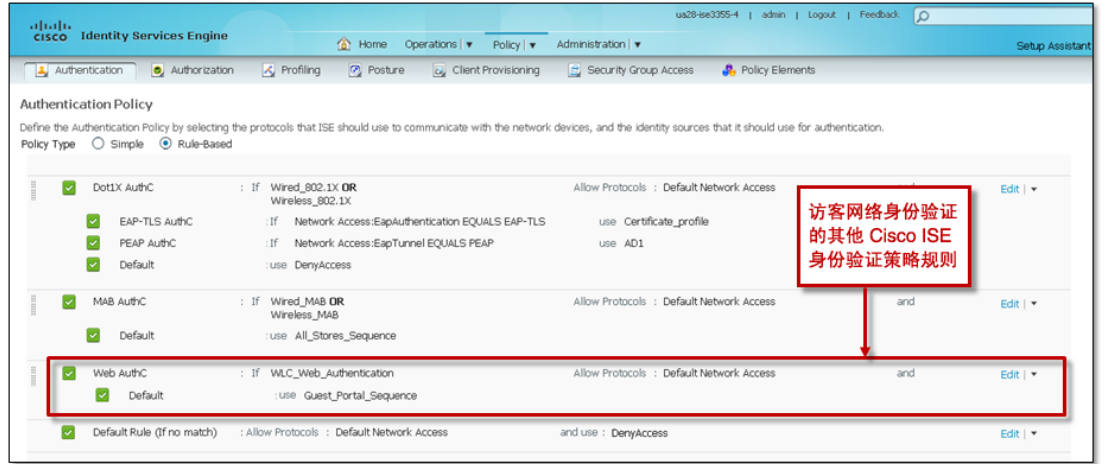 ua28-ise3355-4 | admin | Logout | Feedback
CISCO Identity Services Engine
Home Operations | ▼ Policy | ▼ Administration | ▼
Setup Assistant
Authentication Authorization Profiling Posture Client Provisioning Security Group Access Policy Elements
Authentication Policy
Define the Authentication Policy by selecting the protocols that ISE should use to communicate with the network devices, and the identity sources that it should use for authentication.
Policy Type Simple Rule-Based
Dot1X AuthC : If Wired_802.1X OR Allow Protocols : Default Network Access Edit | ▼
Wireless_802.1X
EAP-TLS AuthC :If Network Access:EapAuthentication EQUALS EAP-TLS use Certificate_profile
PEAP AuthC :If Network Access:EapTunnel EQUALS PEAP use AD1
Default :use DenyAccess
访客网络身份验证
的其他 Cisco ISE
身份验证策略规则
MAB AuthC : If Wired_MAB OR Allow Protocols : Default Network Access and Edit | ▼
Wireless_MAB
Default :use All_Stores_Sequence
Web AuthC : If WLC_Web_Authentication Allow Protocols : Default Network Access and Edit | ▼
Default :use Guest_Portal_Sequence
Default Rule (If no match) : Allow Protocols : Default Network Access and use : DenyAccess Edit | ▼